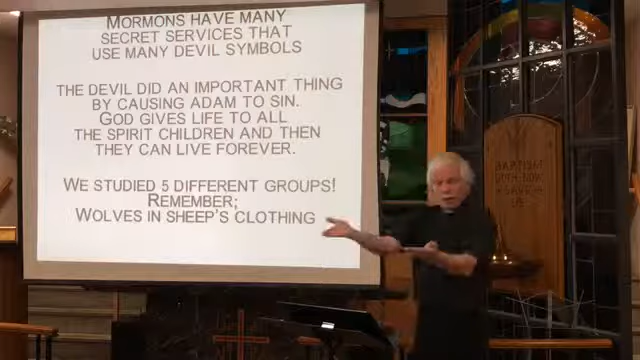 MORMONS HAVE MANY
SECRET SERVICES THAT
USE MANY DEVIL SYMBOLS
THE DEVIL DID AN IMPORTANT THING
BY CAUSING ADAM TO SIN.
GOD GIVES LIFE TO ALL
THE SPIRIT CHILDREN AND THEN
THEY CAN LIVE FOREVER.
WE STUDIED 5 DIFFERENT GROUPS!
REMEMBER;
WOLVES IN SHEEP'S CLOTHING
BAPTISM